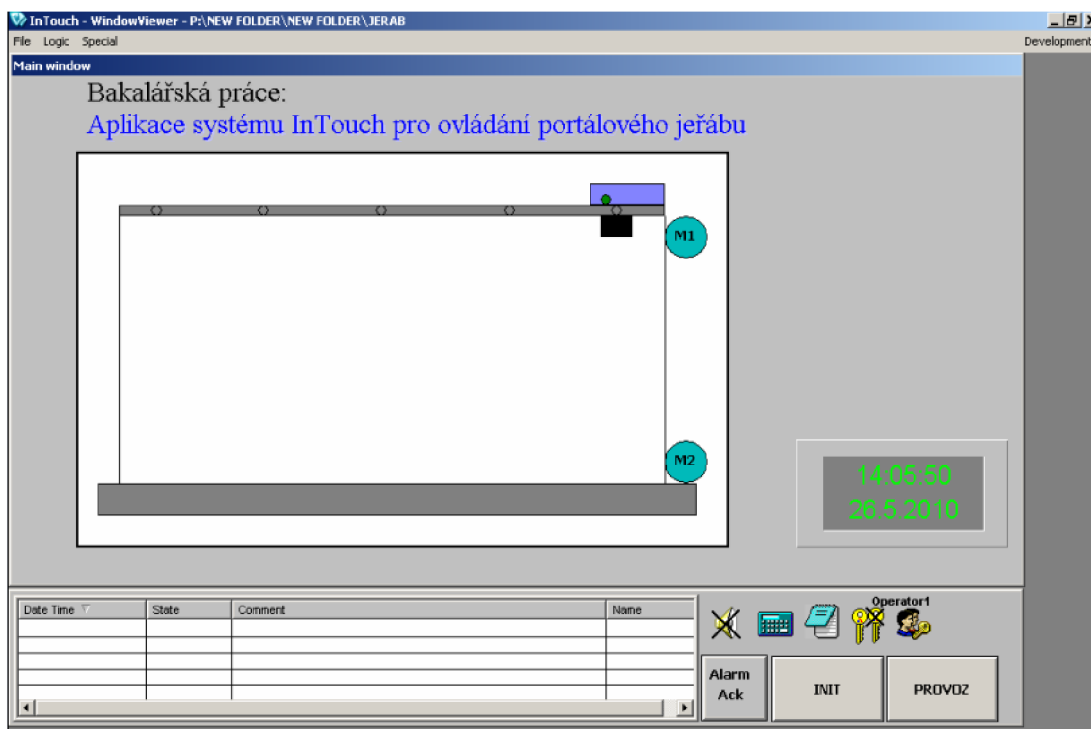 InTouch - WindowViewer - P:\NEW FOLDER\NEW FOLDER\JERAB
File Logic Special
Development
Main window
Bakalářská práce:
Aplikace systému InTouch pro ovládání portálového jeřábu
M1
M2
14:05:50
26.5.2010
Date Time State Comment Name
Operator1
Alarm
Ack
INIT
PROVOZ